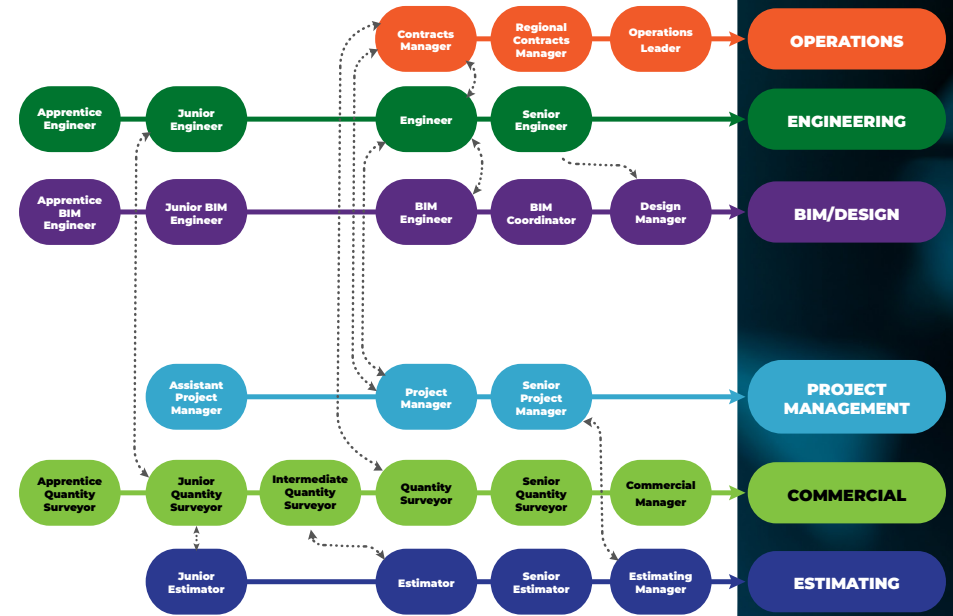 Contracts
Manager
Regional
Contracts
Manager
Operations
Leader
OPERATIONS
Apprentice
Engineer
Junior
Engineer
Engineer
Senior
Engineer
ENGINEERING
Apprentice
BIM
Engineer
Junior BIM
Engineer
BIM
Engineer
BIM
Coordinator
Design
Manager
BIM/DESIGN
Assistant
Project
Manager
Project
Manager
Senior
Project
Manager
PROJECT
MANAGEMENT
Apprentice
Quantity
Surveyor
Junior
Quantity
Surveyor
Intermediate
Quantity
Surveyor
Quantity
Surveyor
Senior
Quantity
Surveyor
Commercial
Manager
COMMERCIAL
Junior
Estimator
Estimator
Senior
Estimator
Estimating
Manager
ESTIMATING